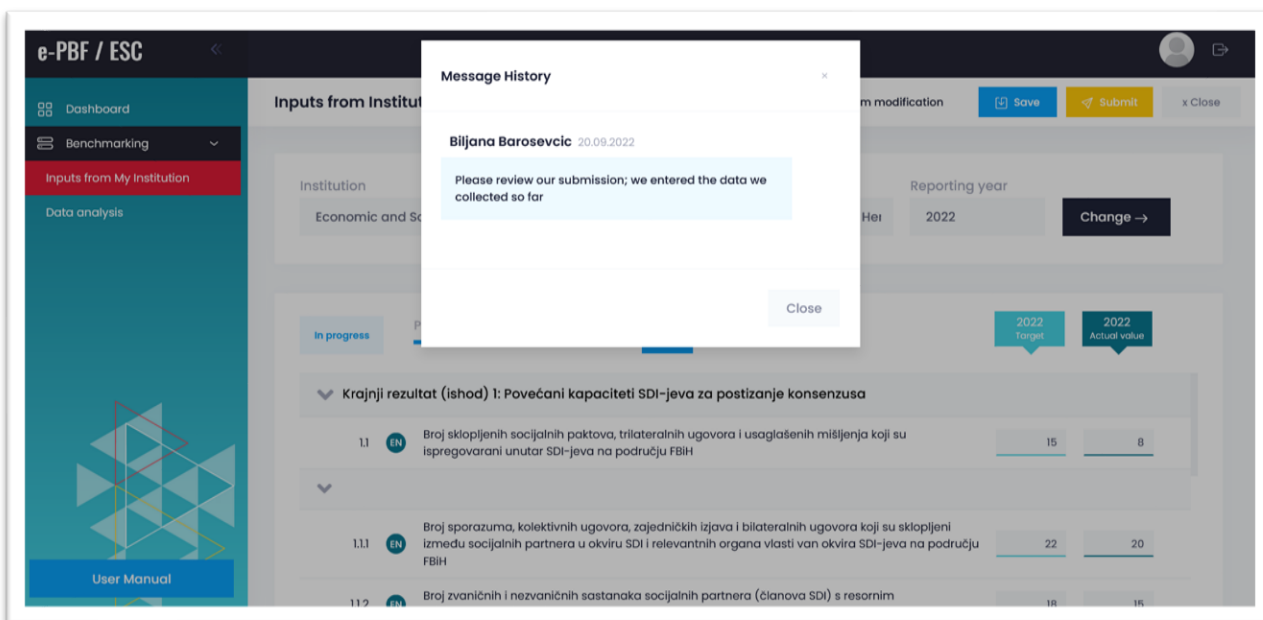 e-PBF / ESC
Dashboard
Benchmarking
Inputs from My Institution
Data analysis
User Manual
Inputs from Institut
m modification
Save
Submit
x Close
Message History
×
Biljana Barosevcic 20.09.2022
Please review our submission; we entered the data we
collected so far
Close
Institution
Reporting year
Economic and So
Her
2022
Change →
In progress
P
2022
Target
2022
Actual value
Krajnji rezultat (ishod) 1: Povećani kapaciteti SDI-jeva za postizanje konsenzusa
1.1 EN Broj sklopljenih socijalnih paktova, trilateralnih ugovora i usaglašenih mišljenja koji su
ispregovarani unutar SDI-jeva na području FBiH
15 8
1.1.1 EN Broj sporazuma, kolektivnih ugovora, zajedničkih izjava i bilateralnih ugovora koji su sklopljeni
između socijalnih partnera u okviru SDI i relevantnih organa vlasti van okvira SDI-jeva na području
FBiH
22 20
1.1.2 EN Broj zvaničnih i nezvaničnih sastanaka socijalnih partnera (članova SDI) s resornim
18 15